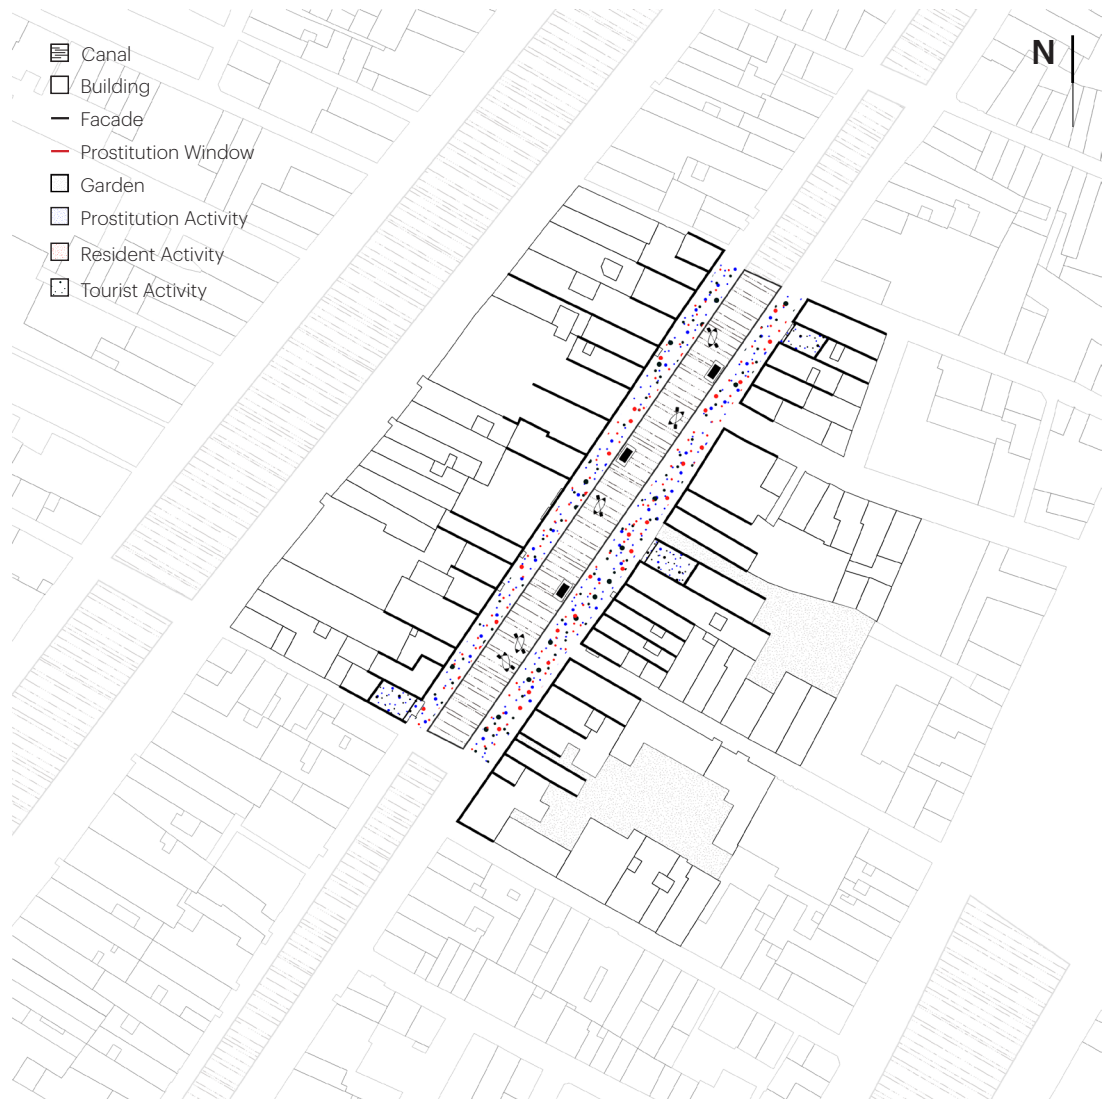 N
Canal
Building
Facade
Prostitution Window
Garden
Prostitution Activity
Resident Activity
Tourist Activity